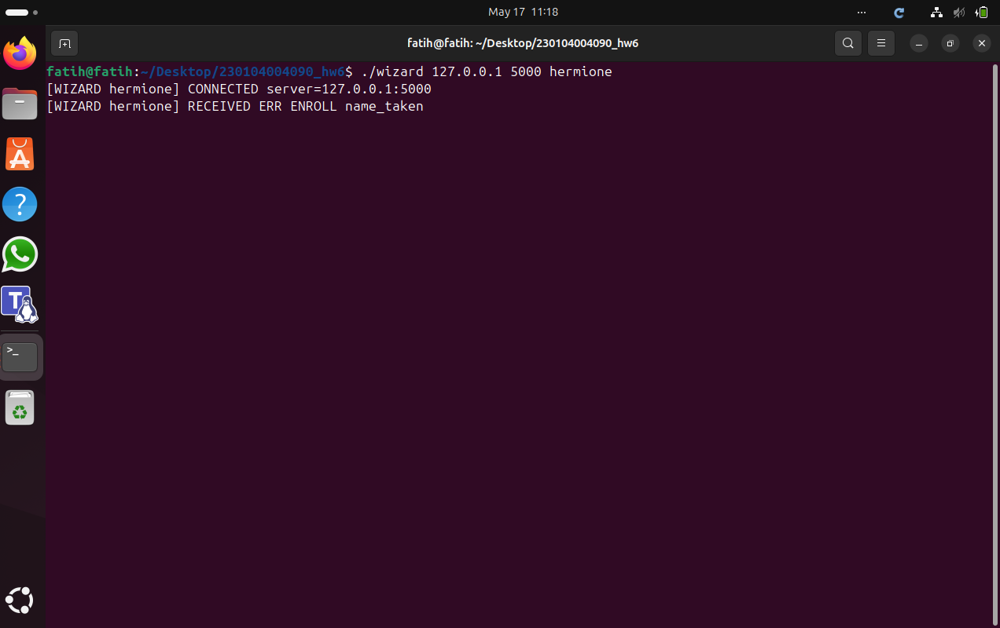 May 17 11:18
fatih@fatih: ~/Desktop/230104004090_hw6
fatih@fatih:~/Desktop/230104004090_hw6$ ./wizard 127.0.0.1 5000 hermione
[WIZARD hermione] CONNECTED server=127.0.0.1:5000
[WIZARD hermione] RECEIVED ERR ENROLL name_taken
A
?
T
>_